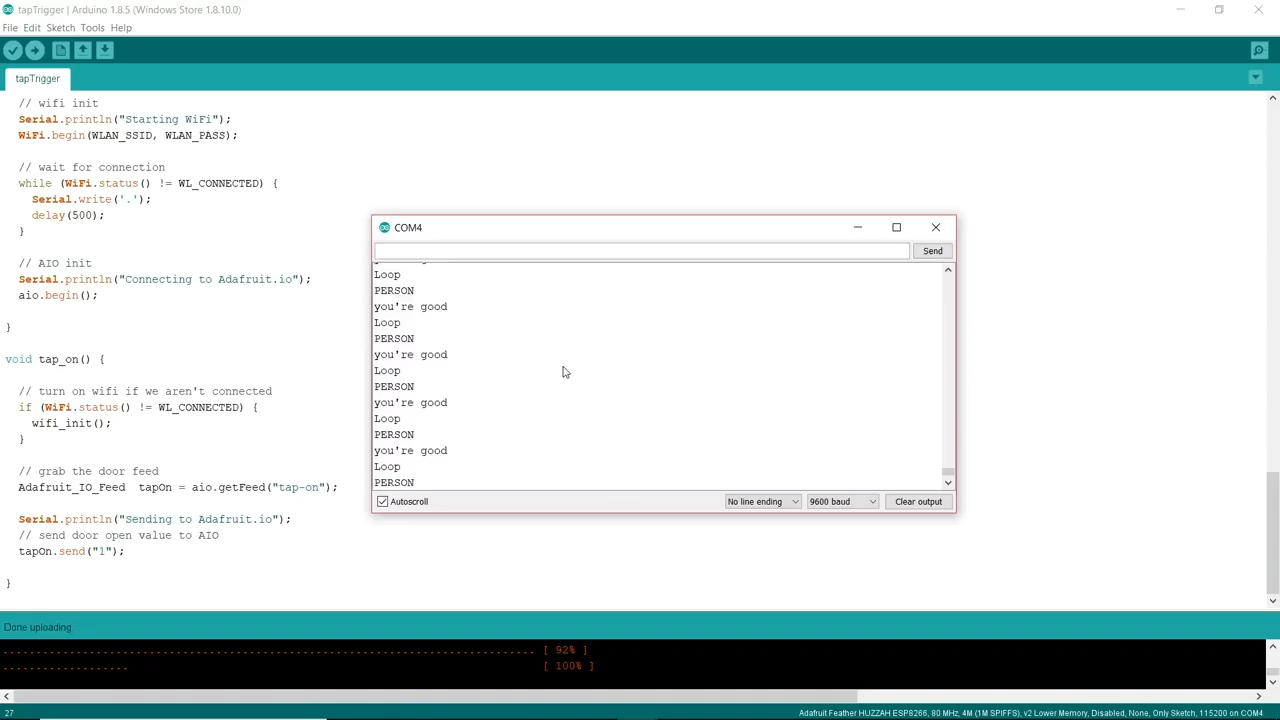 tapTrigger | Arduino 1.8.5 (Windows Store 1.8.10.0)
File Edit Sketch Tools Help
tapTrigger
// wifi init
Serial.println("Starting WiFi");
WiFi.begin(WLAN_SSID, WLAN_PASS);
// wait for connection
while (WiFi.status() != WL_CONNECTED) {
Serial.write('.');
delay(500);
}
// AIO init
Serial.println("Connecting to Adafruit.io");
aio.begin();
}
void tap_on() {
// turn on wifi if we aren't connected
if (WiFi.status() != WL_CONNECTED) {
wifi_init();
}
// grab the door feed
Adafruit_IO_Feed tapOn = aio.getFeed("tap-on");
Serial.println("Sending to Adafruit.io");
// send door open value to AIO
tapOn.send("1");
}
COM4
Send
Loop
PERSON
you're good
Loop
PERSON
you're good
Loop
PERSON
you're good
Loop
PERSON
you're good
Loop
PERSON
Autoscroll
No line ending
9600 baud
Clear output
Done uploading.
................................................................................ [ 92% ]
................... [ 100% ]
27
Adafruit Feather HUZZAH ESP8266, 80 MHz, 4M (1M SPIFFS), v2 Lower Memory, Disabled, None, Only Sketch, 115200 on COM4